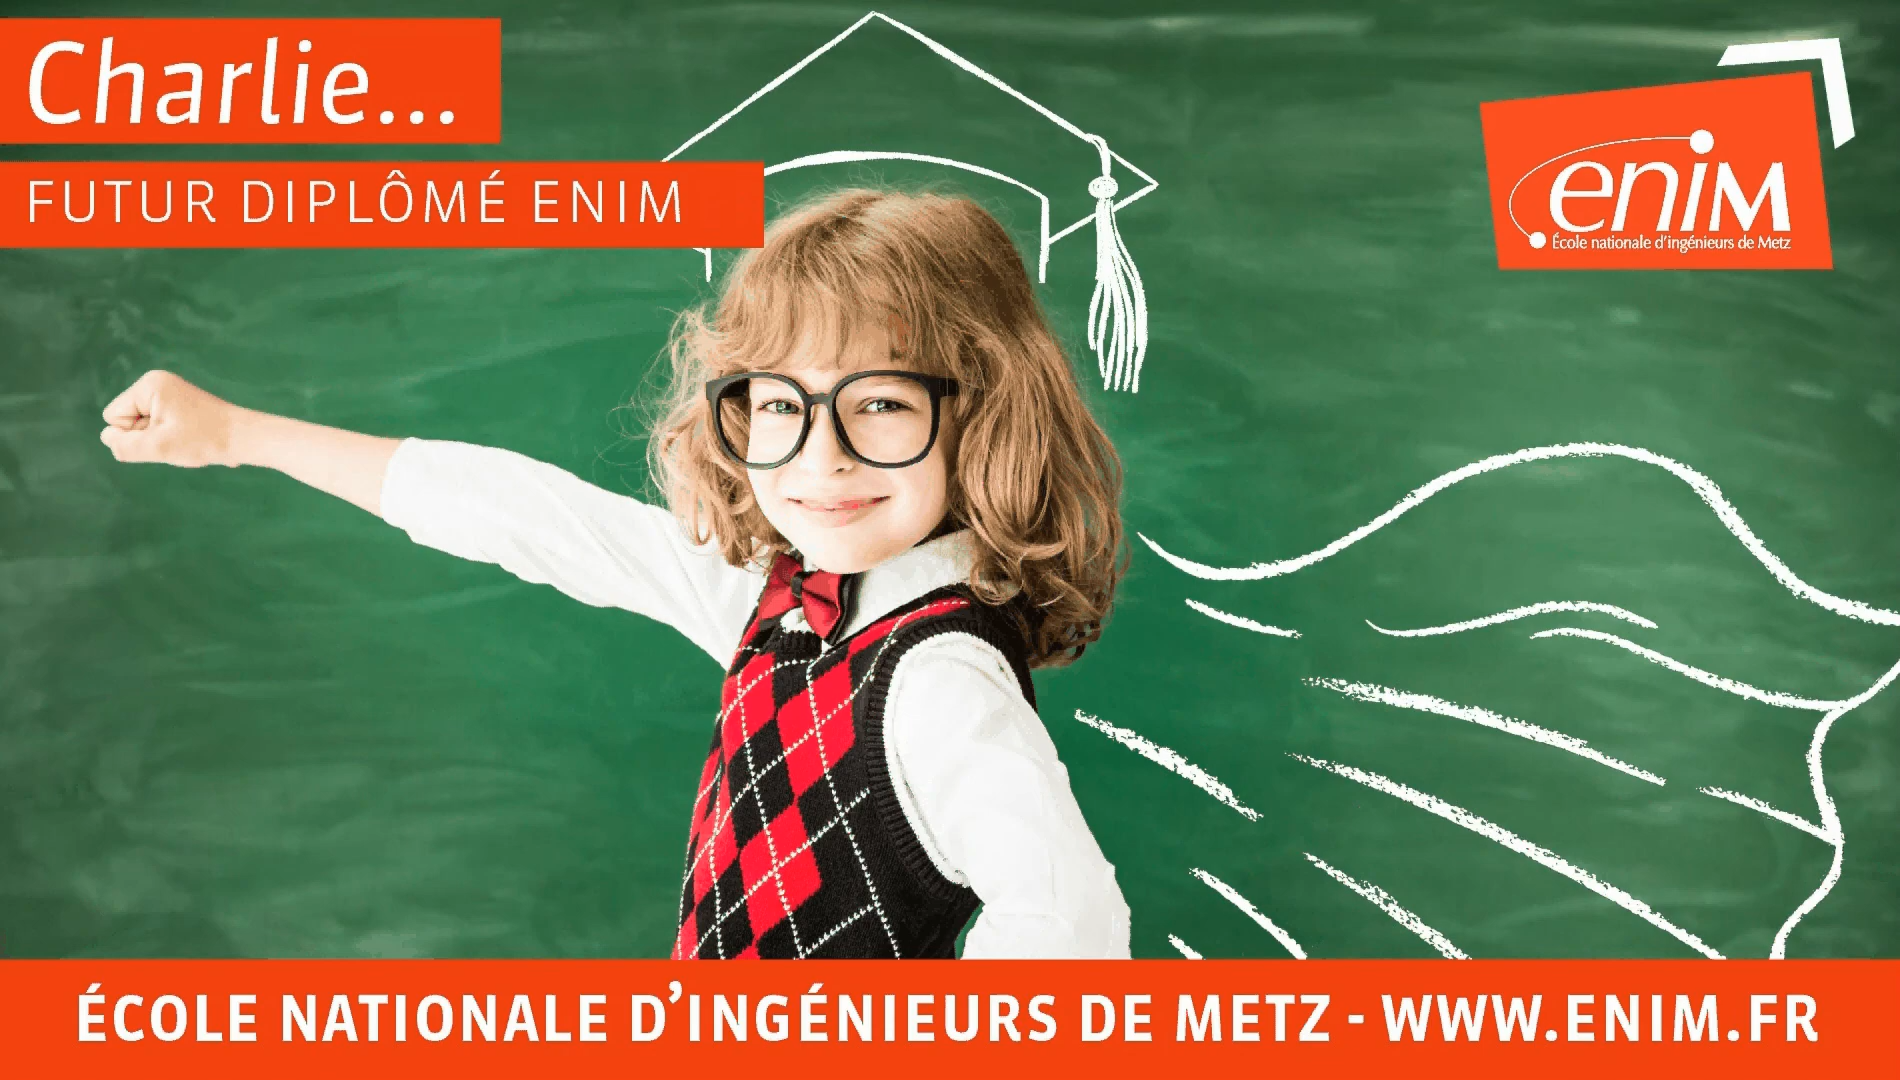 Charlie...
FUTUR DIPLÔMÉ ENIM
eniM
École nationale d'ingénieurs de Metz
ÉCOLE NATIONALE D’INGÉNIEURS DE METZ - WWW.ENIM.FR